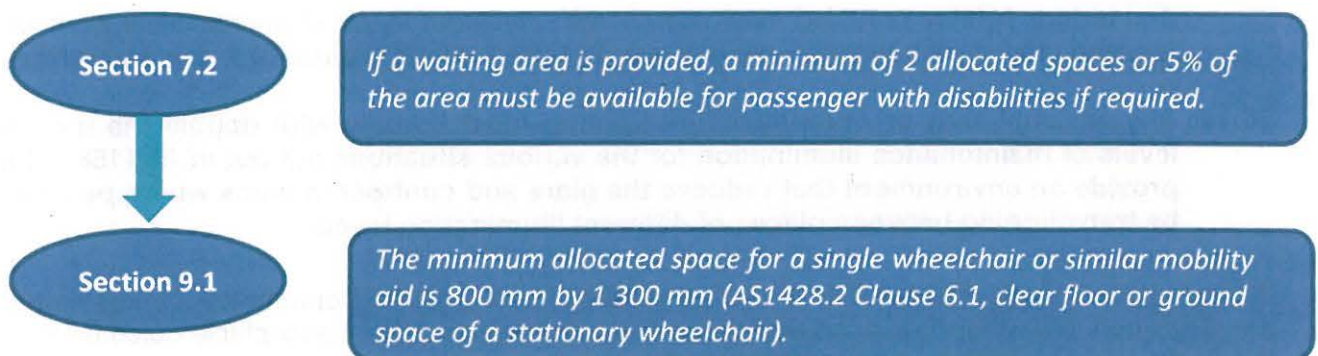 Section 7.2
If a waiting area is provided, a minimum of 2 allocated spaces or 5% of
the area must be available for passenger with disabilities if required.
Section 9.1
The minimum allocated space for a single wheelchair or similar mobility
aid is 800 mm by 1 300 mm (AS1428.2 Clause 6.1, clear floor or ground
space of a stationary wheelchair).